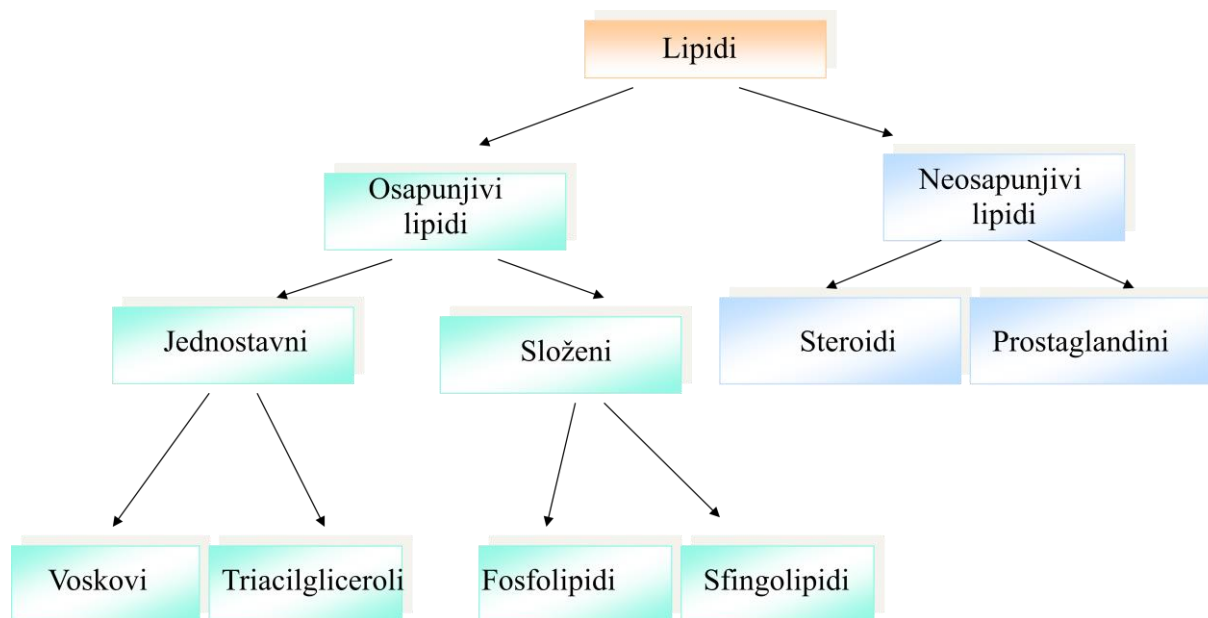 Lipidi
Osapunjivi
lipidi
Neosapunjivi
lipidi
Jednostavni
Složeni
Steroidi
Prostaglandini
Voskovi
Triacilgliceroli
Fosfolipidi
Sfingolipidi